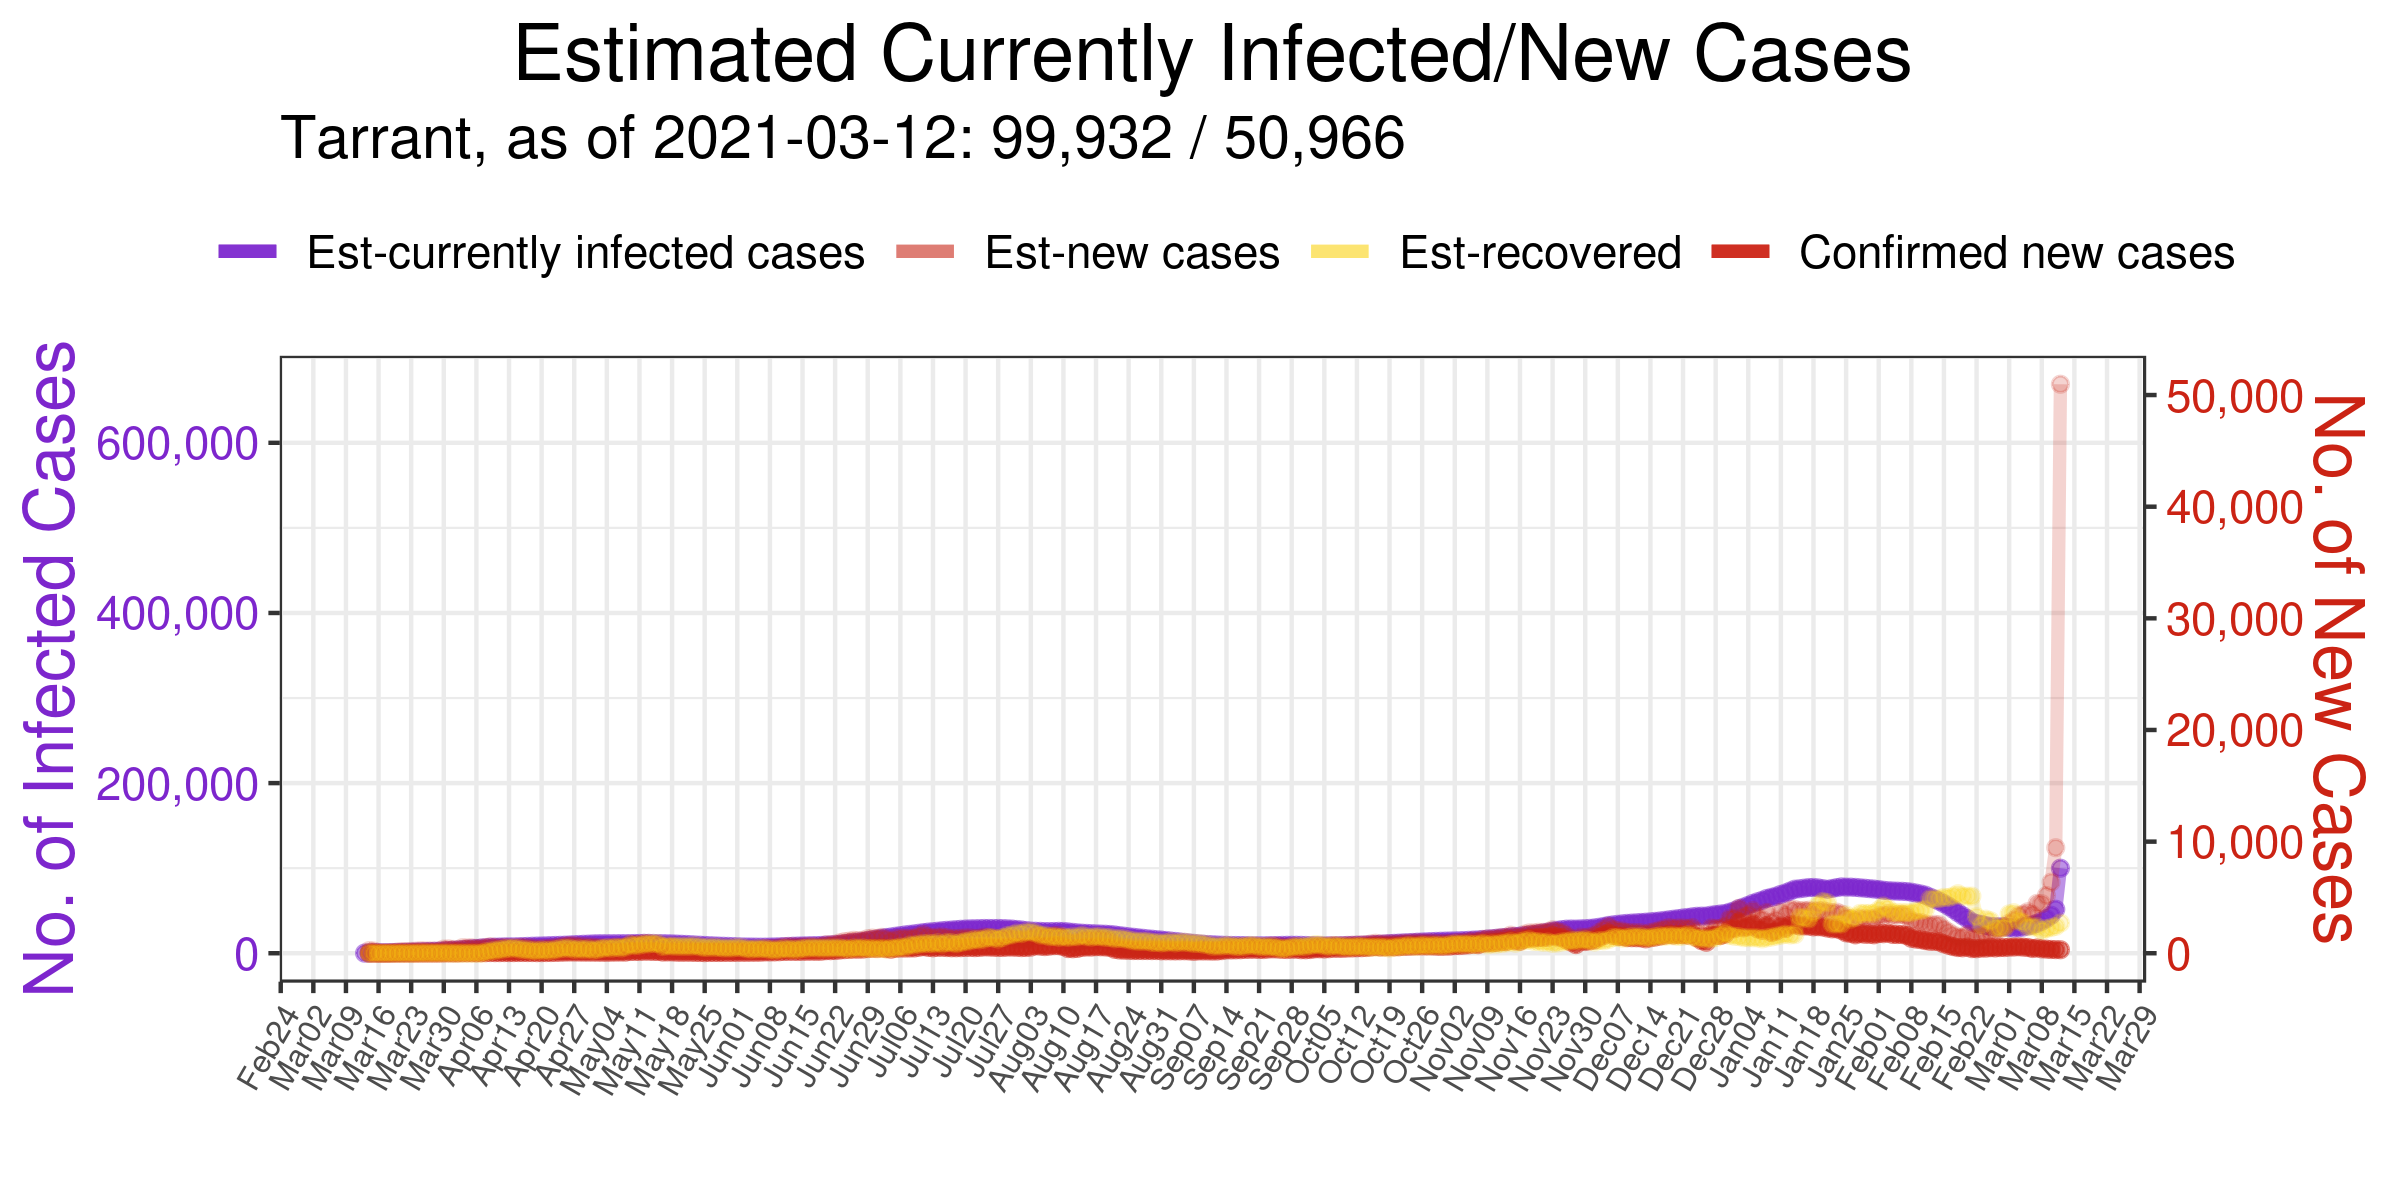 Estimated Currently Infected/New Cases
Tarrant, as of 2021-03-12: 99,932 / 50,966
Est-currently infected cases Est-new cases Est-recovered Confirmed new cases
No. of Infected Cases
600,000
400,000
200,000
0
50,000
40,000
30,000
20,000
10,000
0
No. of New Cases
Feb24 Mar02 Mar09 Mar16 Mar23 Mar30 Apr06 Apr13 Apr20 Apr27 May04 May11 May18 May25 Jun01 Jun08 Jun15 Jun22 Jun29 Jul06 Jul13 Jul20 Jul27 Aug03 Aug10 Aug17 Aug24 Aug31 Sep07 Sep14 Sep21 Sep28 Oct05 Oct12 Oct19 Oct26 Nov02 Nov09 Nov16 Nov23 Nov30 Dec07 Dec14 Dec21 Dec28 Jan04 Jan11 Jan18 Jan25 Feb01 Feb08 Feb15 Feb22 Mar01 Mar08 Mar15 Mar22 Mar29